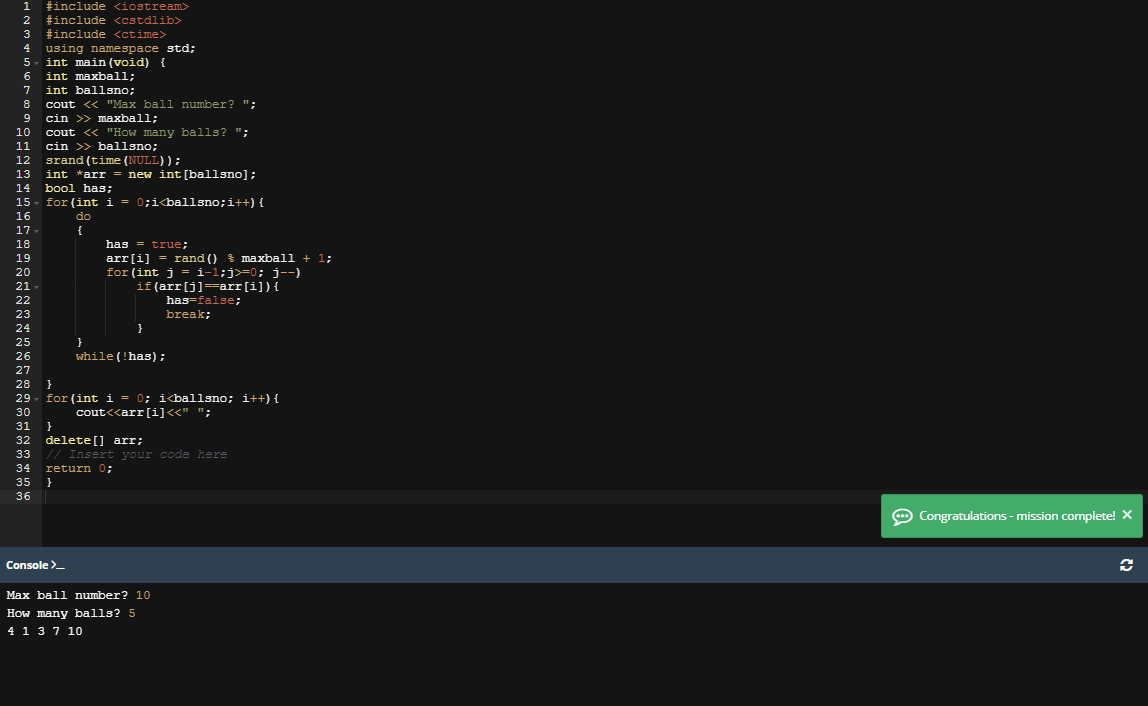 1 #include <iostream>
2 #include <cstdlib>
3 #include <ctime>
4 using namespace std;
5 int main(void) {
6 int maxball;
7 int ballsno;
8 cout << "Max ball number? ";
9 cin >> maxball;
10 cout << "How many balls? ";
11 cin >> ballsno;
12 srand(time(NULL));
13 int *arr = new int[ballsno];
14 bool has;
15 for(int i = 0;i<ballsno;i++){
16     do
17     {
18         has = true;
19         arr[i] = rand() % maxball + 1;
20         for(int j = i-1;j>=0; j--)
21             if(arr[j]==arr[i]){
22                 has=false;
23                 break;
24             }
25     }
26     while(!has);
27
28 }
29 for(int i = 0; i<ballsno; i++){
30     cout<<arr[i]<<" ";
31 }
32 delete[] arr;
33 // Insert your code here
34 return 0;
35 }
36
Congratulations - mission complete! ×
Console >_
Max ball number? 10
How many balls? 5
4 1 3 7 10